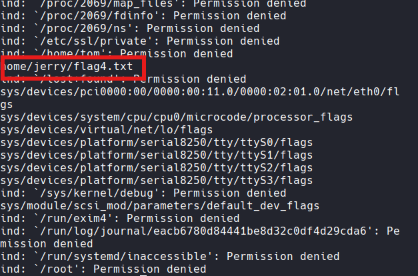 ind: `/proc/2069/map_files': Permission denied
ind: `/proc/2069/fdinfo': Permission denied
ind: `/proc/2069/ns': Permission denied
ind: `/etc/ssl/private': Permission denied
ind: `/home/tom': Permission denied
ome/jerry/flag4.txt
ind: `/lost+found': Permission denied
sys/devices/pci0000:00/0000:00:11.0/0000:02:01.0/net/eth0/fl
gs
sys/devices/system/cpu/cpu0/microcode/processor_flags
sys/devices/virtual/net/lo/flags
sys/devices/platform/serial8250/tty/ttyS0/flags
sys/devices/platform/serial8250/tty/ttyS1/flags
sys/devices/platform/serial8250/tty/ttyS2/flags
sys/devices/platform/serial8250/tty/ttyS3/flags
ind: `/sys/kernel/debug': Permission denied
sys/module/scsi_mod/parameters/default_dev_flags
ind: `/run/exim4': Permission denied
ind: `/run/log/journal/eacb6780d84441be8d32c0df4d29cda6': Pe
mission denied
ind: `/run/systemd/inaccessible': Permission denied
ind: `/root': Permission denied